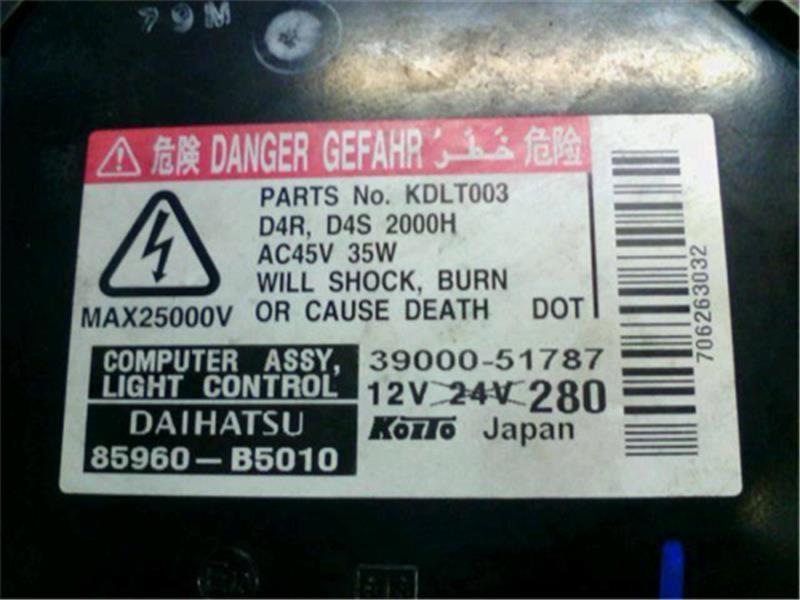 79M
危険 DANGER GEFAHR خَطَرْ 危险
PARTS No. KDLT003
D4R, D4S 2000H
AC45V 35W
WILL SHOCK, BURN
OR CAUSE DEATH DOT
MAX25000V
COMPUTER ASSY,
LIGHT CONTROL
DAIHATSU
85960-B5010
39000-51787
12V 24V 280
KOITO Japan
706263032